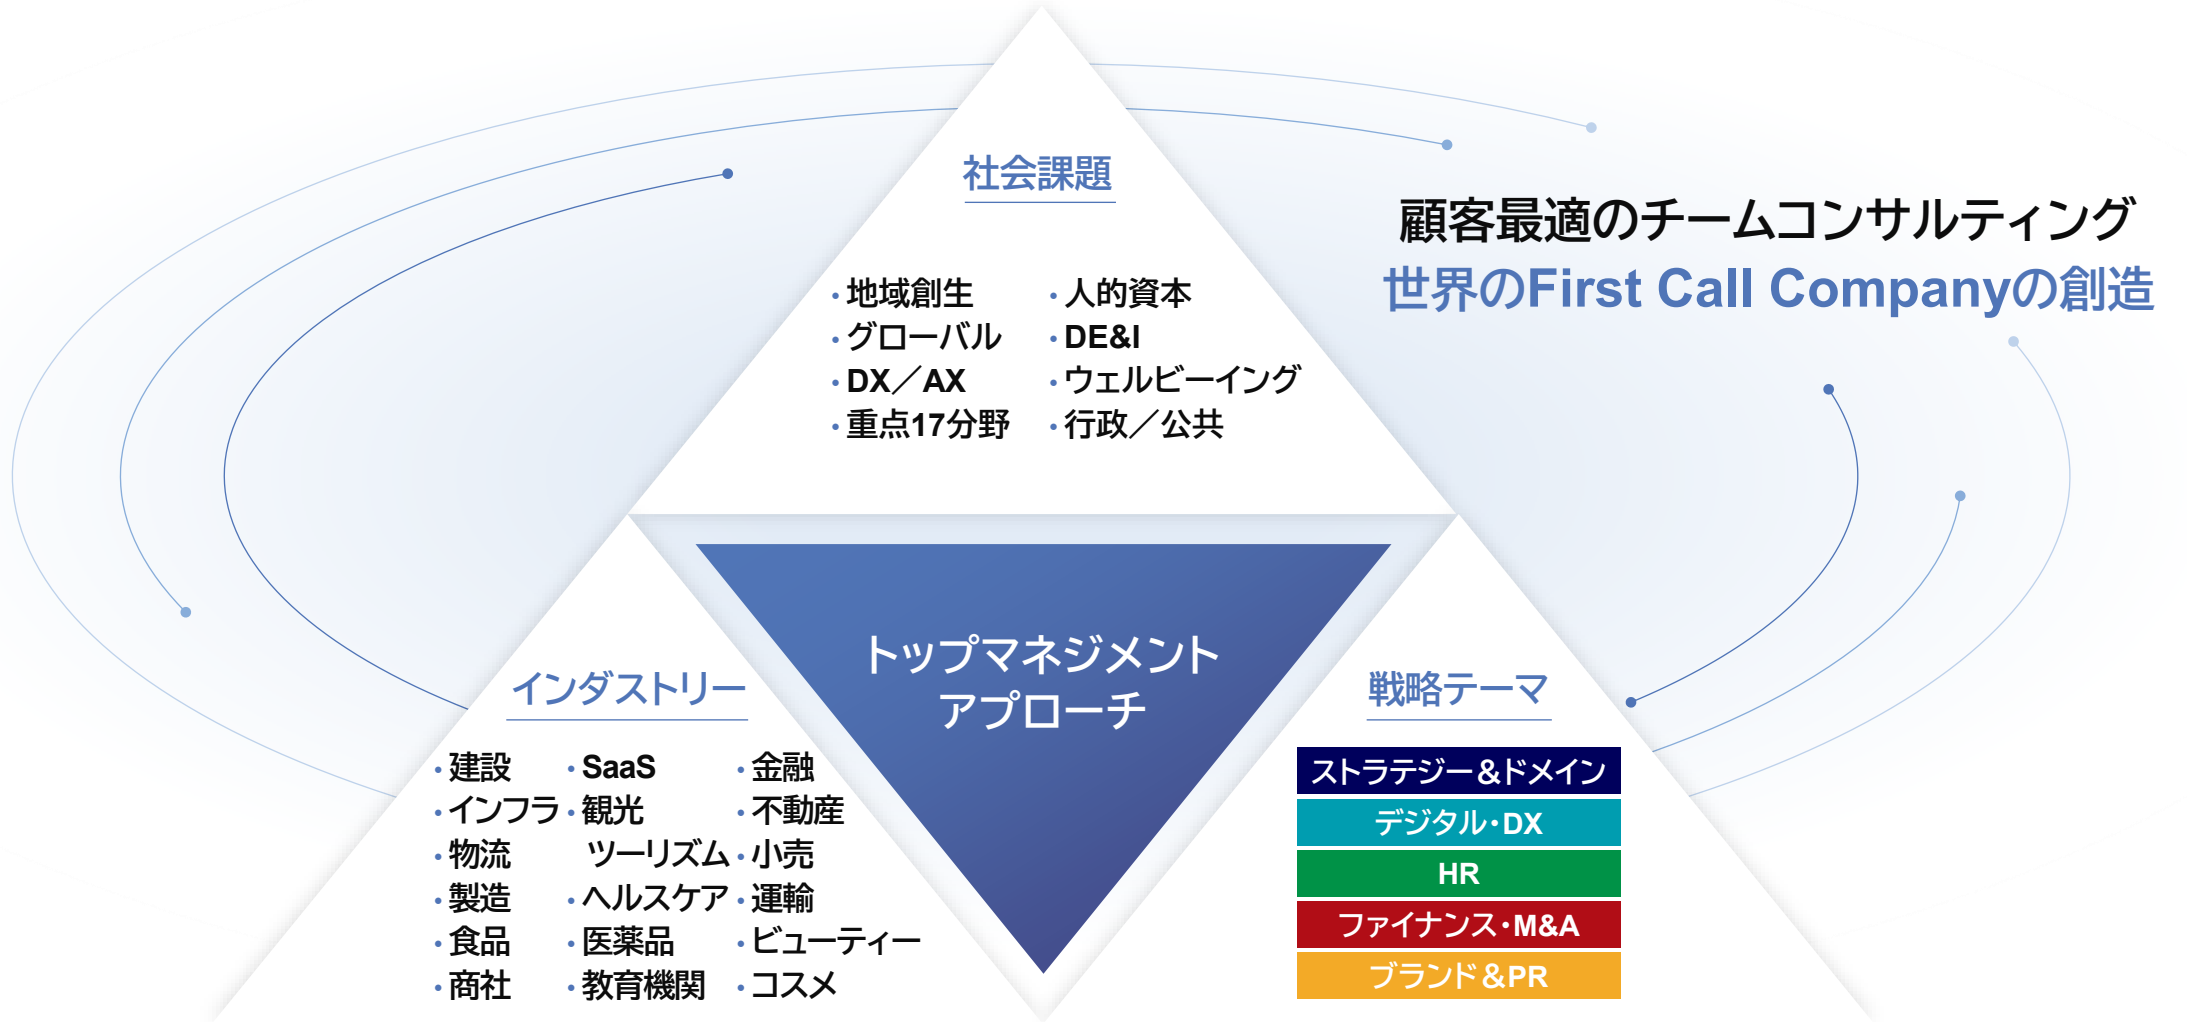 社会課題
顧客最適のチームコンサルティング
世界のFirst Call Companyの創造
・地域創生
・グローバル
・DX／AX
・重点17分野
・人的資本
・DE&I
・ウェルビーイング
・行政／公共
トップマネジメント
アプローチ
インダストリー
・建設
・インフラ
・物流
・製造
・食品
・商社
・SaaS
・観光
ツーリズム
・ヘルスケア
・医薬品
・教育機関
・金融
・不動産
・小売
・運輸
・ビューティー
・コスメ
戦略テーマ
ストラテジー＆ドメイン
デジタル・DX
HR
ファイナンス・M&A
ブランド＆PR